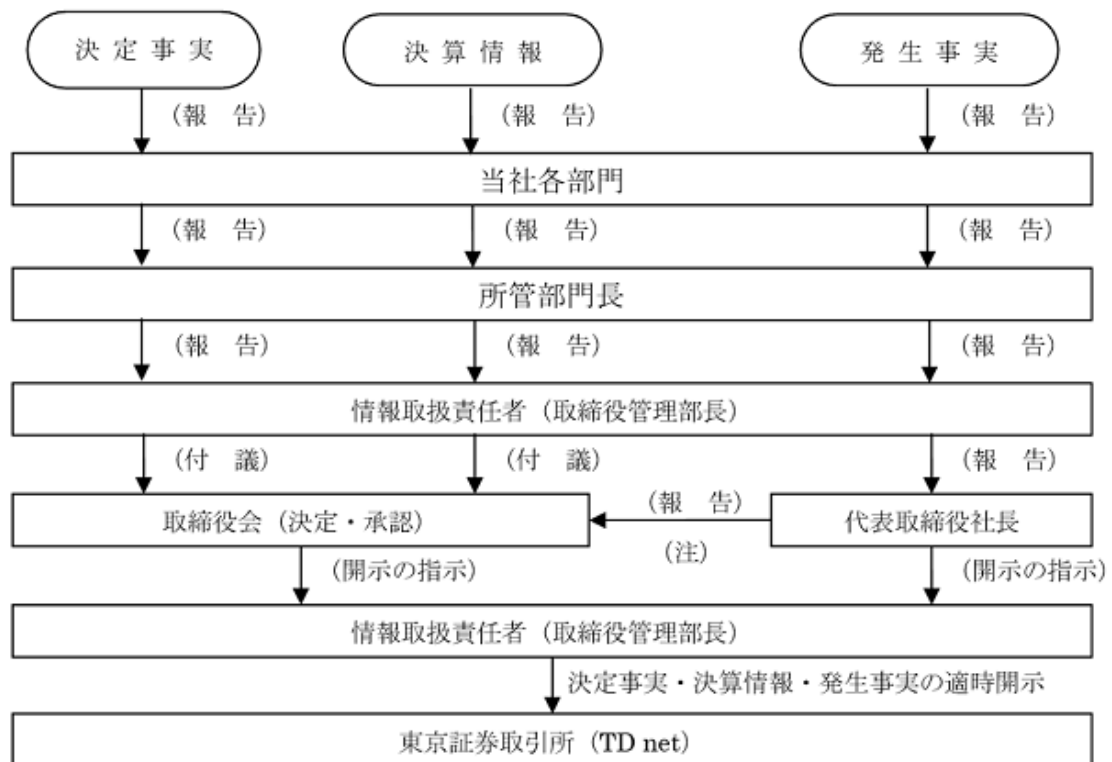 決定事実 決算情報 発生事実
（報　告） （報　告） （報　告）
当社各部門
（報　告） （報　告） （報　告）
所管部門長
（報　告） （報　告） （報　告）
情報取扱責任者（取締役管理部長）
（付　議） （付　議） （報　告）
取締役会（決定・承認） （報　告） 代表取締役社長
（注）
（開示の指示） （開示の指示）
情報取扱責任者（取締役管理部長）
決定事実・決算情報・発生事実の適時開示
東京証券取引所（TD net）